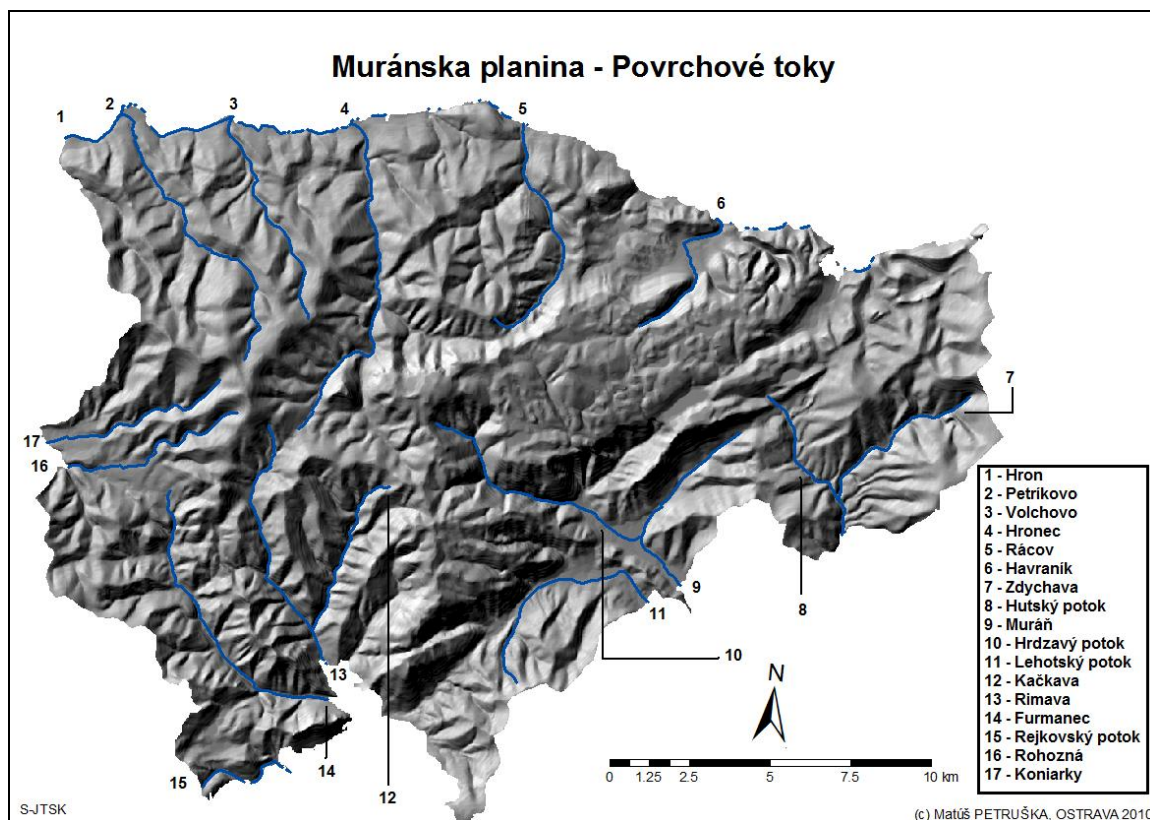 Muránska planina - Povrchové toky
1
2
3
4
5
6
7
17
16
8
9
11
10
13
14
15
12
1 - Hron
2 - Petríkovo
3 - Volchovo
4 - Hronec
5 - Rácov
6 - Havraník
7 - Zdychava
8 - Hutský potok
9 - Muráň
10 - Hrdzavý potok
11 - Lehotský potok
12 - Kačkava
13 - Rimava
14 - Furmanec
15 - Rejkovský potok
16 - Rohozná
17 - Koniarky
N
0 1.25 2.5 5 7.5 10 km
S-JTSK
(c) Matúš PETRUŠKA, OSTRAVA 2010